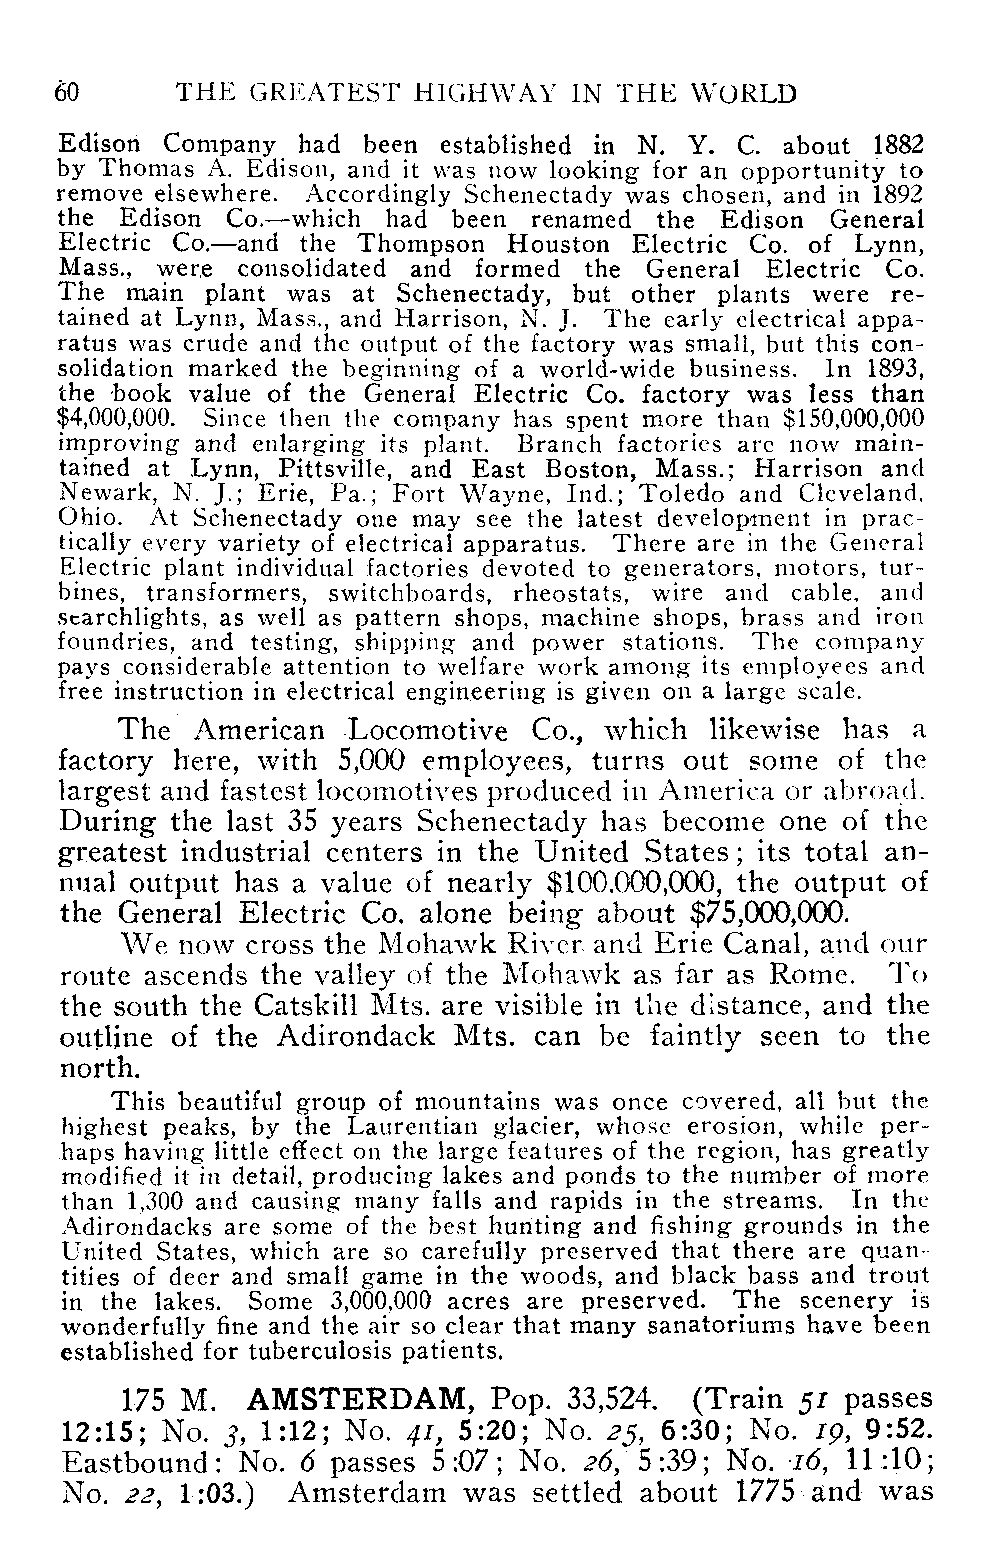 60 THE GREATEST HIGHWAY IN THE WORLD
Edison Company had been established in N. Y. C. about 1882
by Thomas A. Edison, and it was now looking for an opportunity to
remove elsewhere. Accordingly Schenectady was chosen, and in 1892
the Edison Co.—which had been renamed the Edison General
Electric Co.—and the Thompson Houston Electric Co. of Lynn,
Mass., were consolidated and formed the General Electric Co.
The main plant was at Schenectady, but other plants were re-
tained at Lynn, Mass., and Harrison, N. J. The early electrical appa-
ratus was crude and the output of the factory was small, but this con-
solidation marked the beginning of a world-wide business. In 1893,
the book value of the General Electric Co. factory was less than
$4,000,000. Since then the company has spent more than $150,000,000
improving and enlarging its plant. Branch factories are now main-
tained at Lynn, Pittsville, and East Boston, Mass.; Harrison and
Newark, N. J.; Erie, Pa.; Fort Wayne, Ind.; Toledo and Cleveland,
Ohio. At Schenectady one may see the latest development in prac-
tically every variety of electrical apparatus. There are in the General
Electric plant individual factories devoted to generators, motors, tur-
bines, transformers, switchboards, rheostats, wire and cable, and
searchlights, as well as pattern shops, machine shops, brass and iron
foundries, and testing, shipping and power stations. The company
pays considerable attention to welfare work among its employees and
free instruction in electrical engineering is given on a large scale.
The American Locomotive Co., which likewise has a
factory here, with 5,000 employees, turns out some of the
largest and fastest locomotives produced in America or abroad.
During the last 35 years Schenectady has become one of the
greatest industrial centers in the United States; its total an-
nual output has a value of nearly $100,000,000, the output of
the General Electric Co. alone being about $75,000,000.
We now cross the Mohawk River and Erie Canal, and our
route ascends the valley of the Mohawk as far as Rome. To
the south the Catskill Mts. are visible in the distance, and the
outline of the Adirondack Mts. can be faintly seen to the
north.
This beautiful group of mountains was once covered, all but the
highest peaks, by the Laurentian glacier, whose erosion, while per-
haps having little effect on the large features of the region, has greatly
modified it in detail, producing lakes and ponds to the number of more
than 1,300 and causing many falls and rapids in the streams. In the
Adirondacks are some of the best hunting and fishing grounds in the
United States, which are so carefully preserved that there are quan-
tities of deer and small game in the woods, and black bass and trout
in the lakes. Some 3,000,000 acres are preserved. The scenery is
wonderfully fine and the air so clear that many sanatoriums have been
established for tuberculosis patients.
175 M. AMSTERDAM, Pop. 33,524. (Train 51 passes
12:15; No. 3, 1:12; No. 41, 5:20; No. 25, 6:30; No. 19, 9:52.
Eastbound: No. 6 passes 5:07; No. 26, 5:39; No. 16, 11:10;
No. 22, 1:03.) Amsterdam was settled about 1775 and was